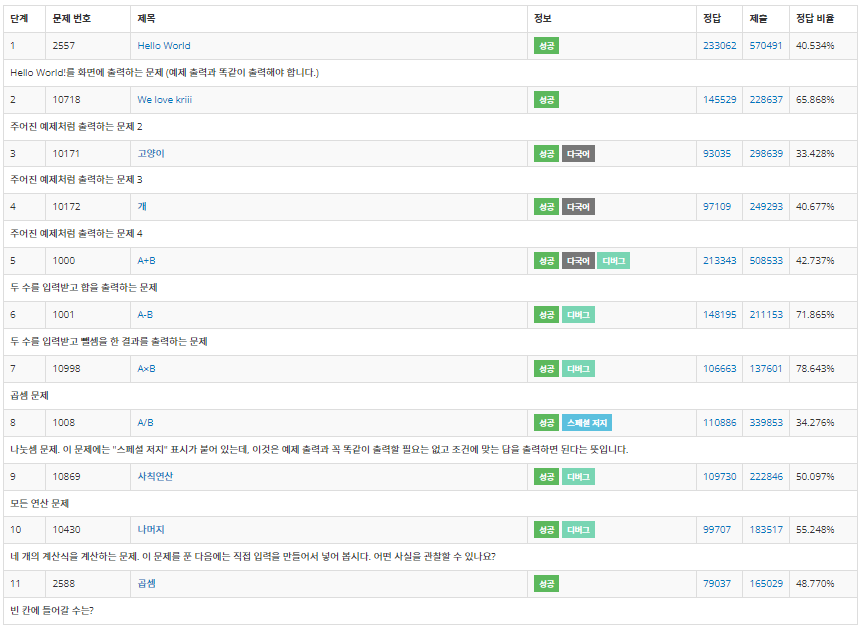 단계 문제 번호 제목 정보 정답 제출 정답 비율
1 2557 Hello World 성공 233062 570491 40.534%
Hello World!를 화면에 출력하는 문제 (예제 출력과 똑같이 출력해야 합니다.)
2 10718 We love kriii 성공 145529 228637 65.868%
주어진 예제처럼 출력하는 문제 2
3 10171 고양이 성공 다국어 93035 298639 33.428%
주어진 예제처럼 출력하는 문제 3
4 10172 개 성공 다국어 97109 249293 40.677%
주어진 예제처럼 출력하는 문제 4
5 1000 A+B 성공 다국어 디버그 213343 508533 42.737%
두 수를 입력받고 합을 출력하는 문제
6 1001 A-B 성공 디버그 148195 211153 71.865%
두 수를 입력받고 뺄셈을 한 결과를 출력하는 문제
7 10998 A×B 성공 디버그 106663 137601 78.643%
곱셈 문제
8 1008 A/B 성공 스페셜 저지 110886 339853 34.276%
나눗셈 문제. 이 문제에는 "스페셜 저지" 표시가 붙어 있는데, 이것은 예제 출력과 꼭 똑같이 출력할 필요는 없고 조건에 맞는 답을 출력하면 된다는 뜻입니다.
9 10869 사칙연산 성공 디버그 109730 222846 50.097%
모든 연산 문제
10 10430 나머지 성공 디버그 99707 183517 55.248%
네 개의 계산식을 계산하는 문제. 이 문제를 푼 다음에는 직접 입력을 만들어서 넣어 봅시다. 어떤 사실을 관찰할 수 있나요?
11 2588 곱셈 성공 79037 165029 48.770%
빈 칸에 들어갈 수는?